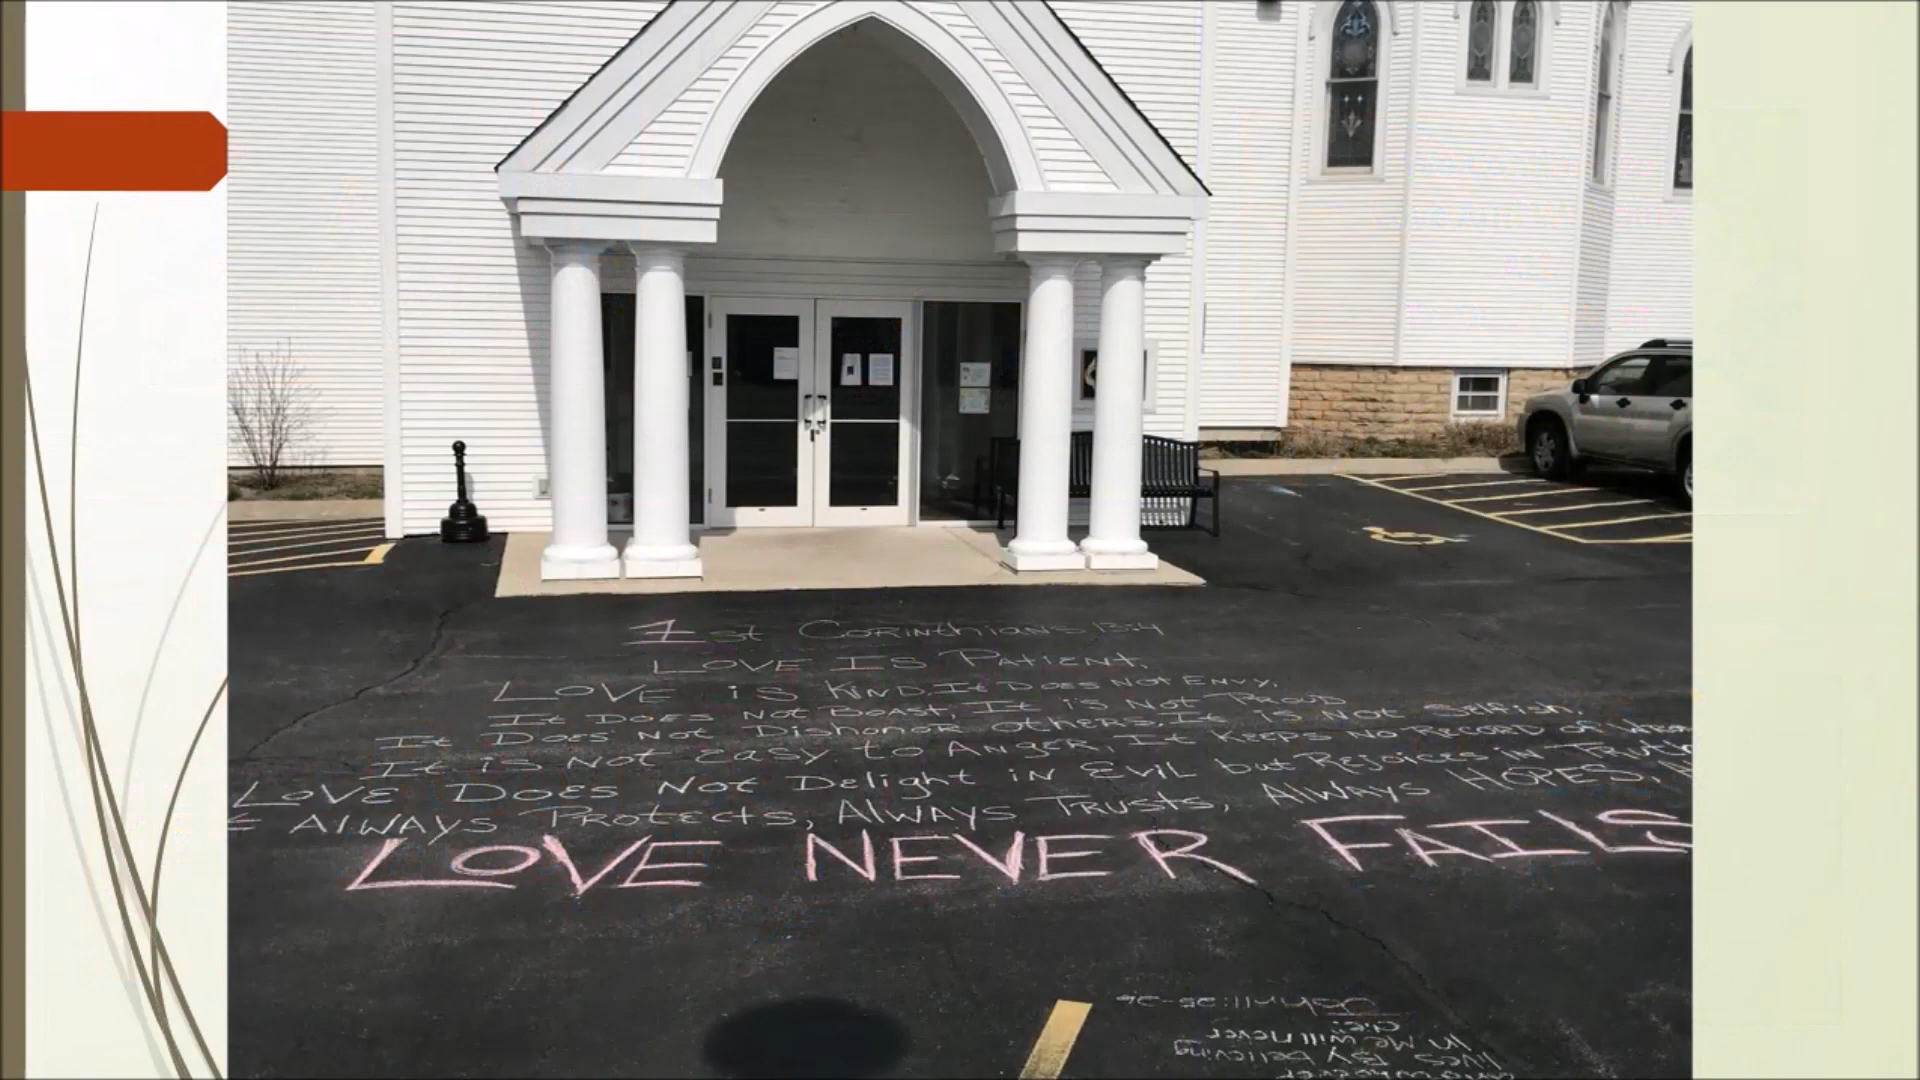 1st Corinthians 13:4
LOVE IS PATIENT,
LOVE iS KIND, It DOES NOT ENVY,
It DOES NOt BOAST, It iS NOt PROUD
It DOES NOt DisHONOR OtHERS, It iS NOt SElfisH.
It iS NOt EASY tO ANGER, It KEEPS NO RECORD OF WRON
LOVE DOES NOt DElight iN EViL but REJOiCES iN TRUTH
E AlWAYS PROtECtS, ALWAYS TRUStS, ALWAYS HOPES,
LOVE NEVER FAILS
John 11:25-26
die:
In Me will never
lives By believing